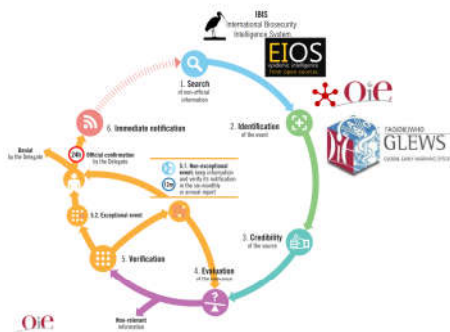 IBIS
International Biosecurity
Intelligence System
EIOS
epidemic intelligence
from open sources
1. Search
of non-official
information
Oie
6. Immediate notification
2. Identification
of the event
FAO/OIE/WHO
GLEWS
GLOBAL EARLY WARNING SYSTEM
24h
Official confirmation
by the Delegate
Denial
by the Delegate
5.1. Non-exceptional
event: keep information
and verify its notification
in the six-monthly
or annual report
12m
5.2. Exceptional event
3. Credibility
of the source
5. Verification
4. Evaluation
of the
?
Non-relevant
information
Oie